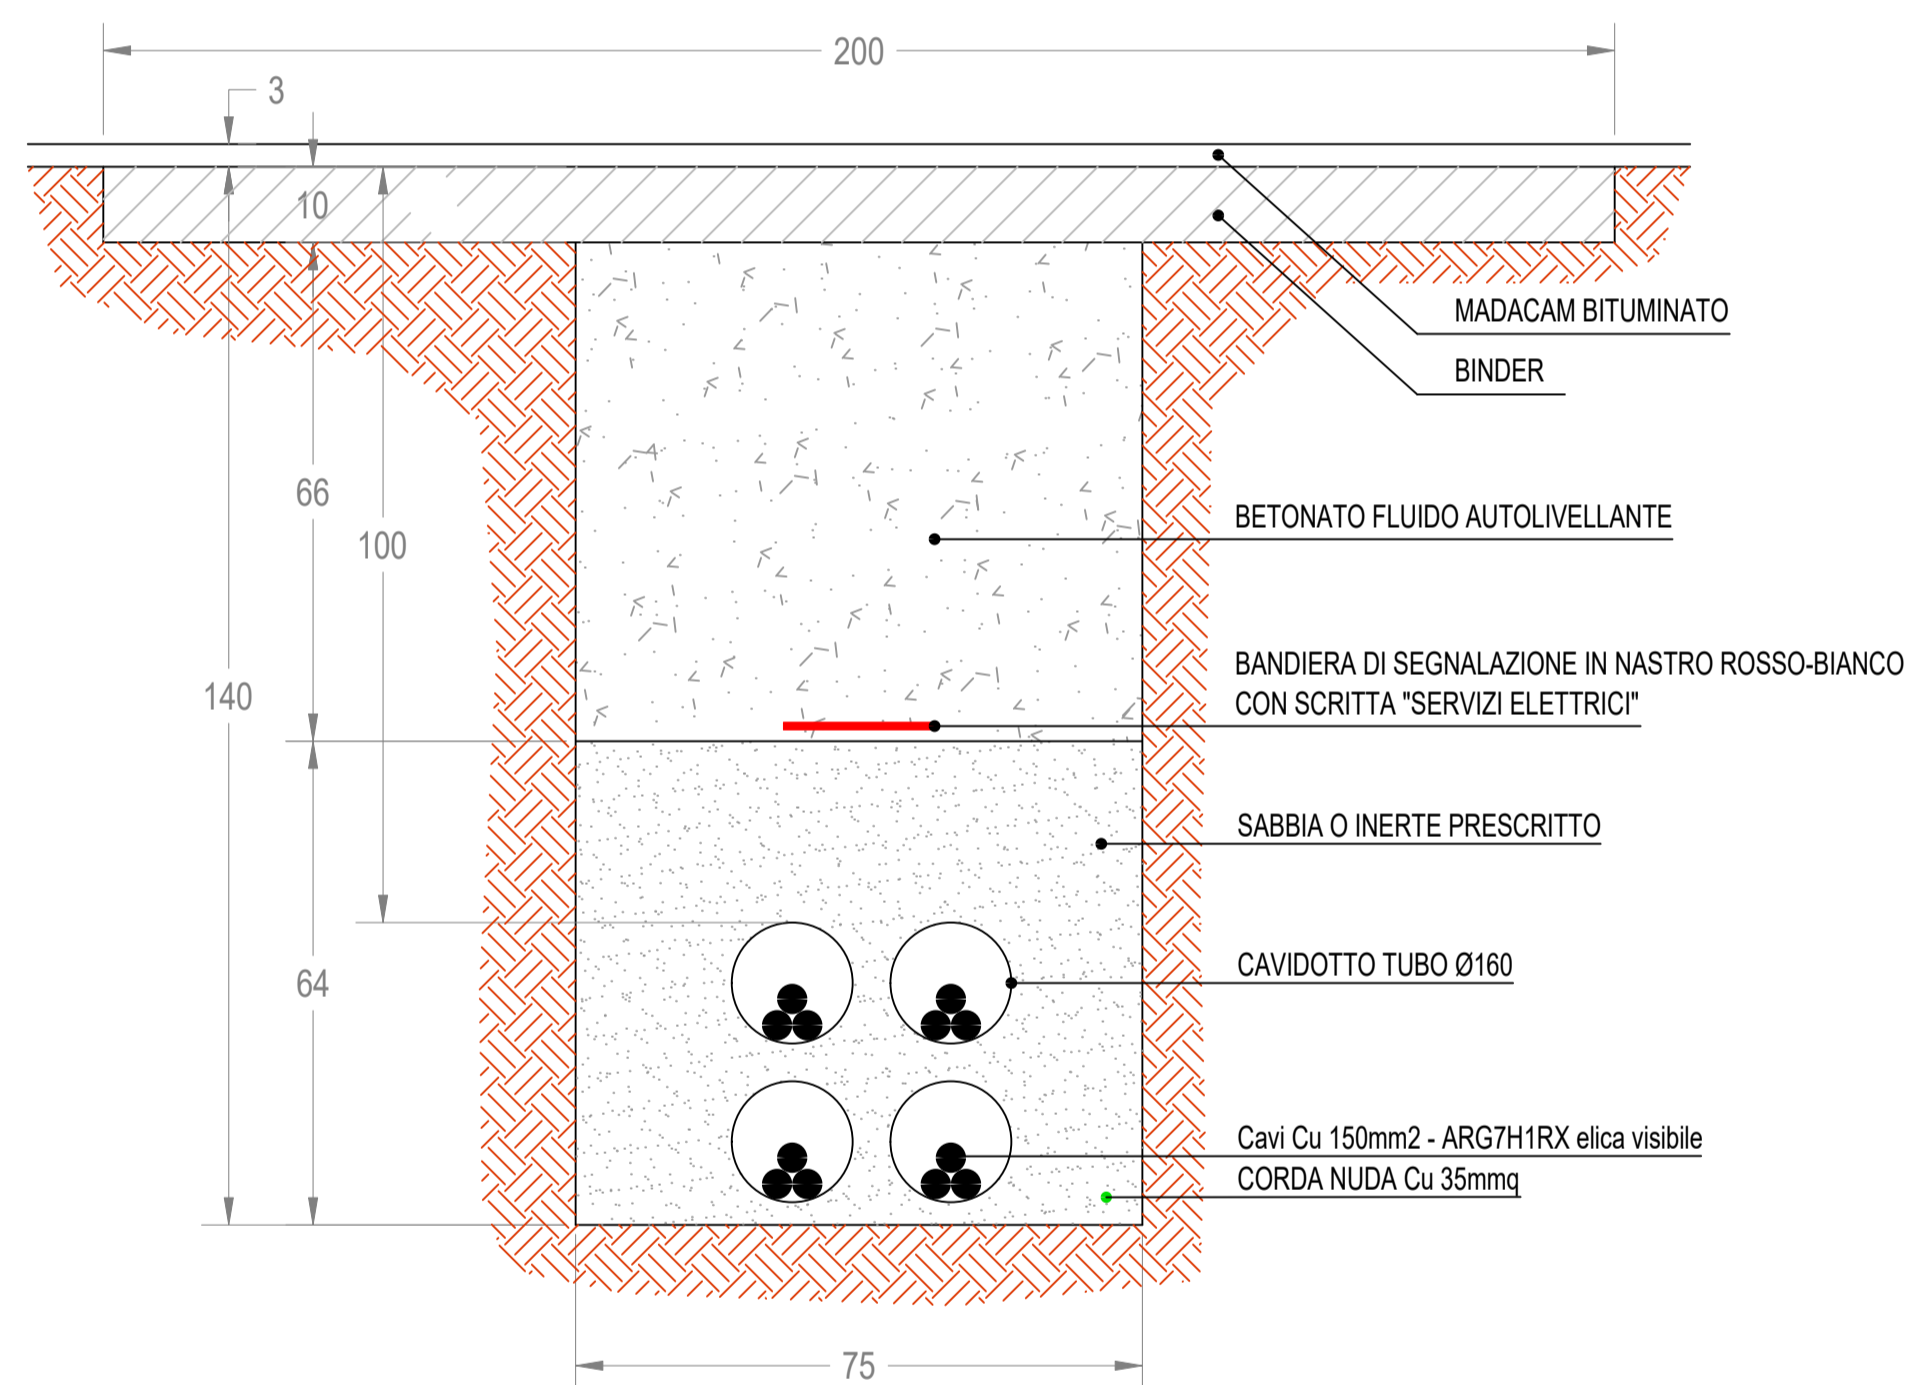 200
3
10
MADACAM BITUMINATO
BINDER
66
100
BETONATO FLUIDO AUTOLIVELLANTE
BANDIERA DI SEGNALAZIONE IN NASTRO ROSSO-BIANCO
CON SCRITTA "SERVIZI ELETTRICI"
140
SABBIA O INERTE PRESCRITTO
64
CAVIDOTTO TUBO Ø160
Cavi Cu 150mm2 - ARG7H1RX elica visibile
CORDA NUDA Cu 35mmq
75